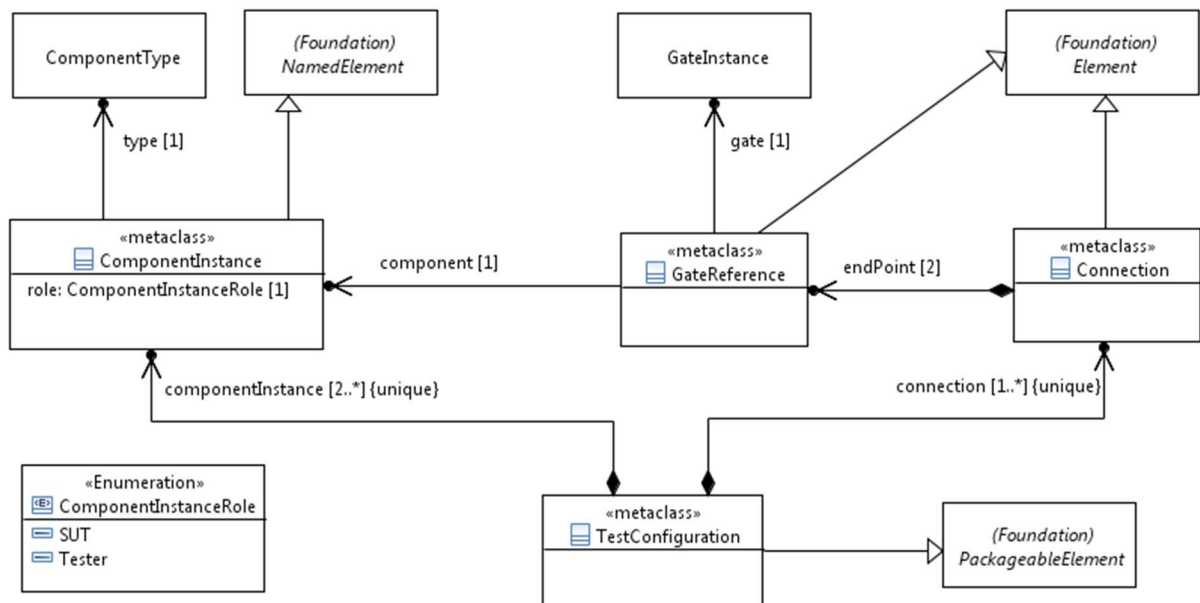 ComponentType
(Foundation)
NamedElement
GateInstance
(Foundation)
Element
type [1]
gate [1]
«metaclass»
ComponentInstance
role: ComponentInstanceRole [1]
component [1]
«metaclass»
GateReference
endPoint [2]
«metaclass»
Connection
componentInstance [2..*] {unique}
connection [1..*] {unique}
«Enumeration»
<E> ComponentInstanceRole
SUT
Tester
«metaclass»
TestConfiguration
(Foundation)
PackageableElement